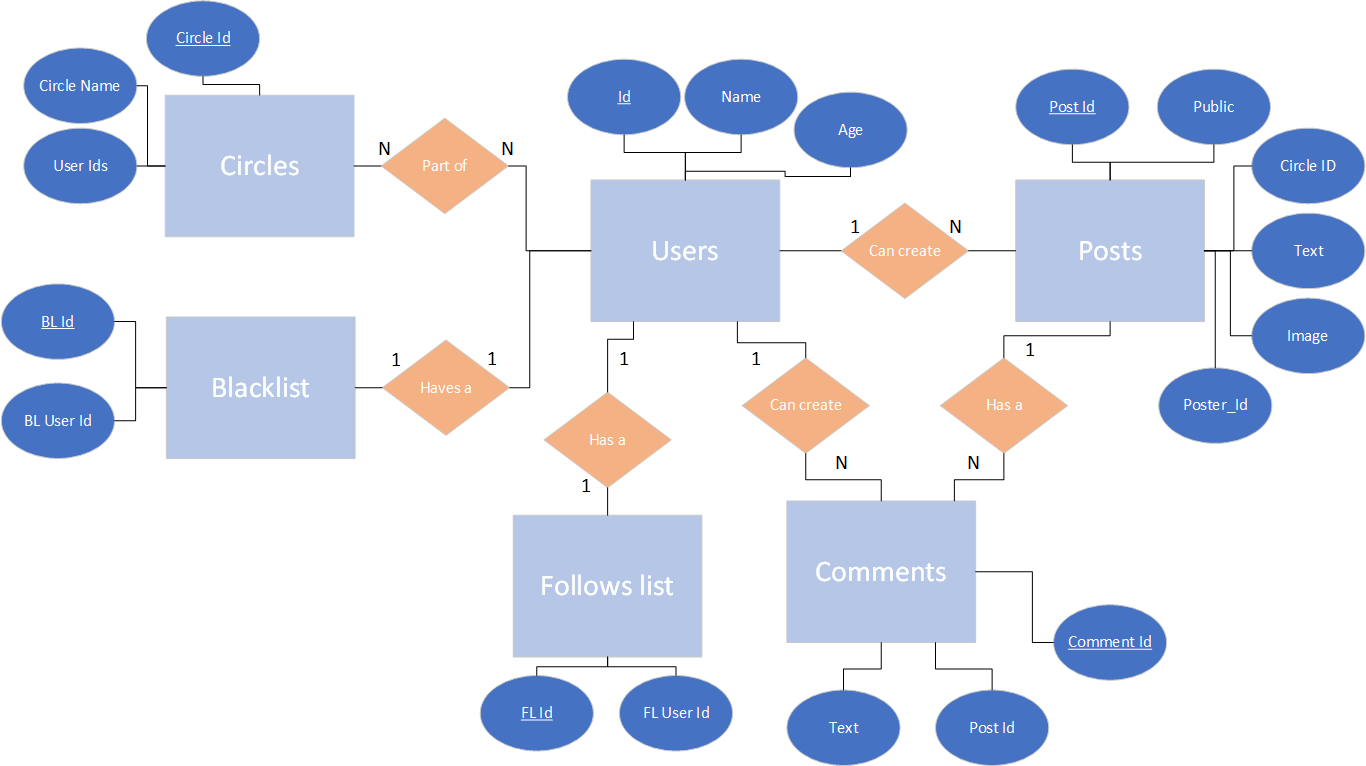 Circle Id
Circle Name
User Ids
Circles
N
Part of
N
Id
Name
Age
Users
1
Can create
N
Post Id
Public
Circle ID
Text
Image
Poster_Id
Posts
BL Id
BL User Id
Blacklist
1
Haves a
1
1
Has a
1
1
Can create
N
1
Has a
N
Follows list
FL Id
FL User Id
Comments
Comment Id
Text
Post Id